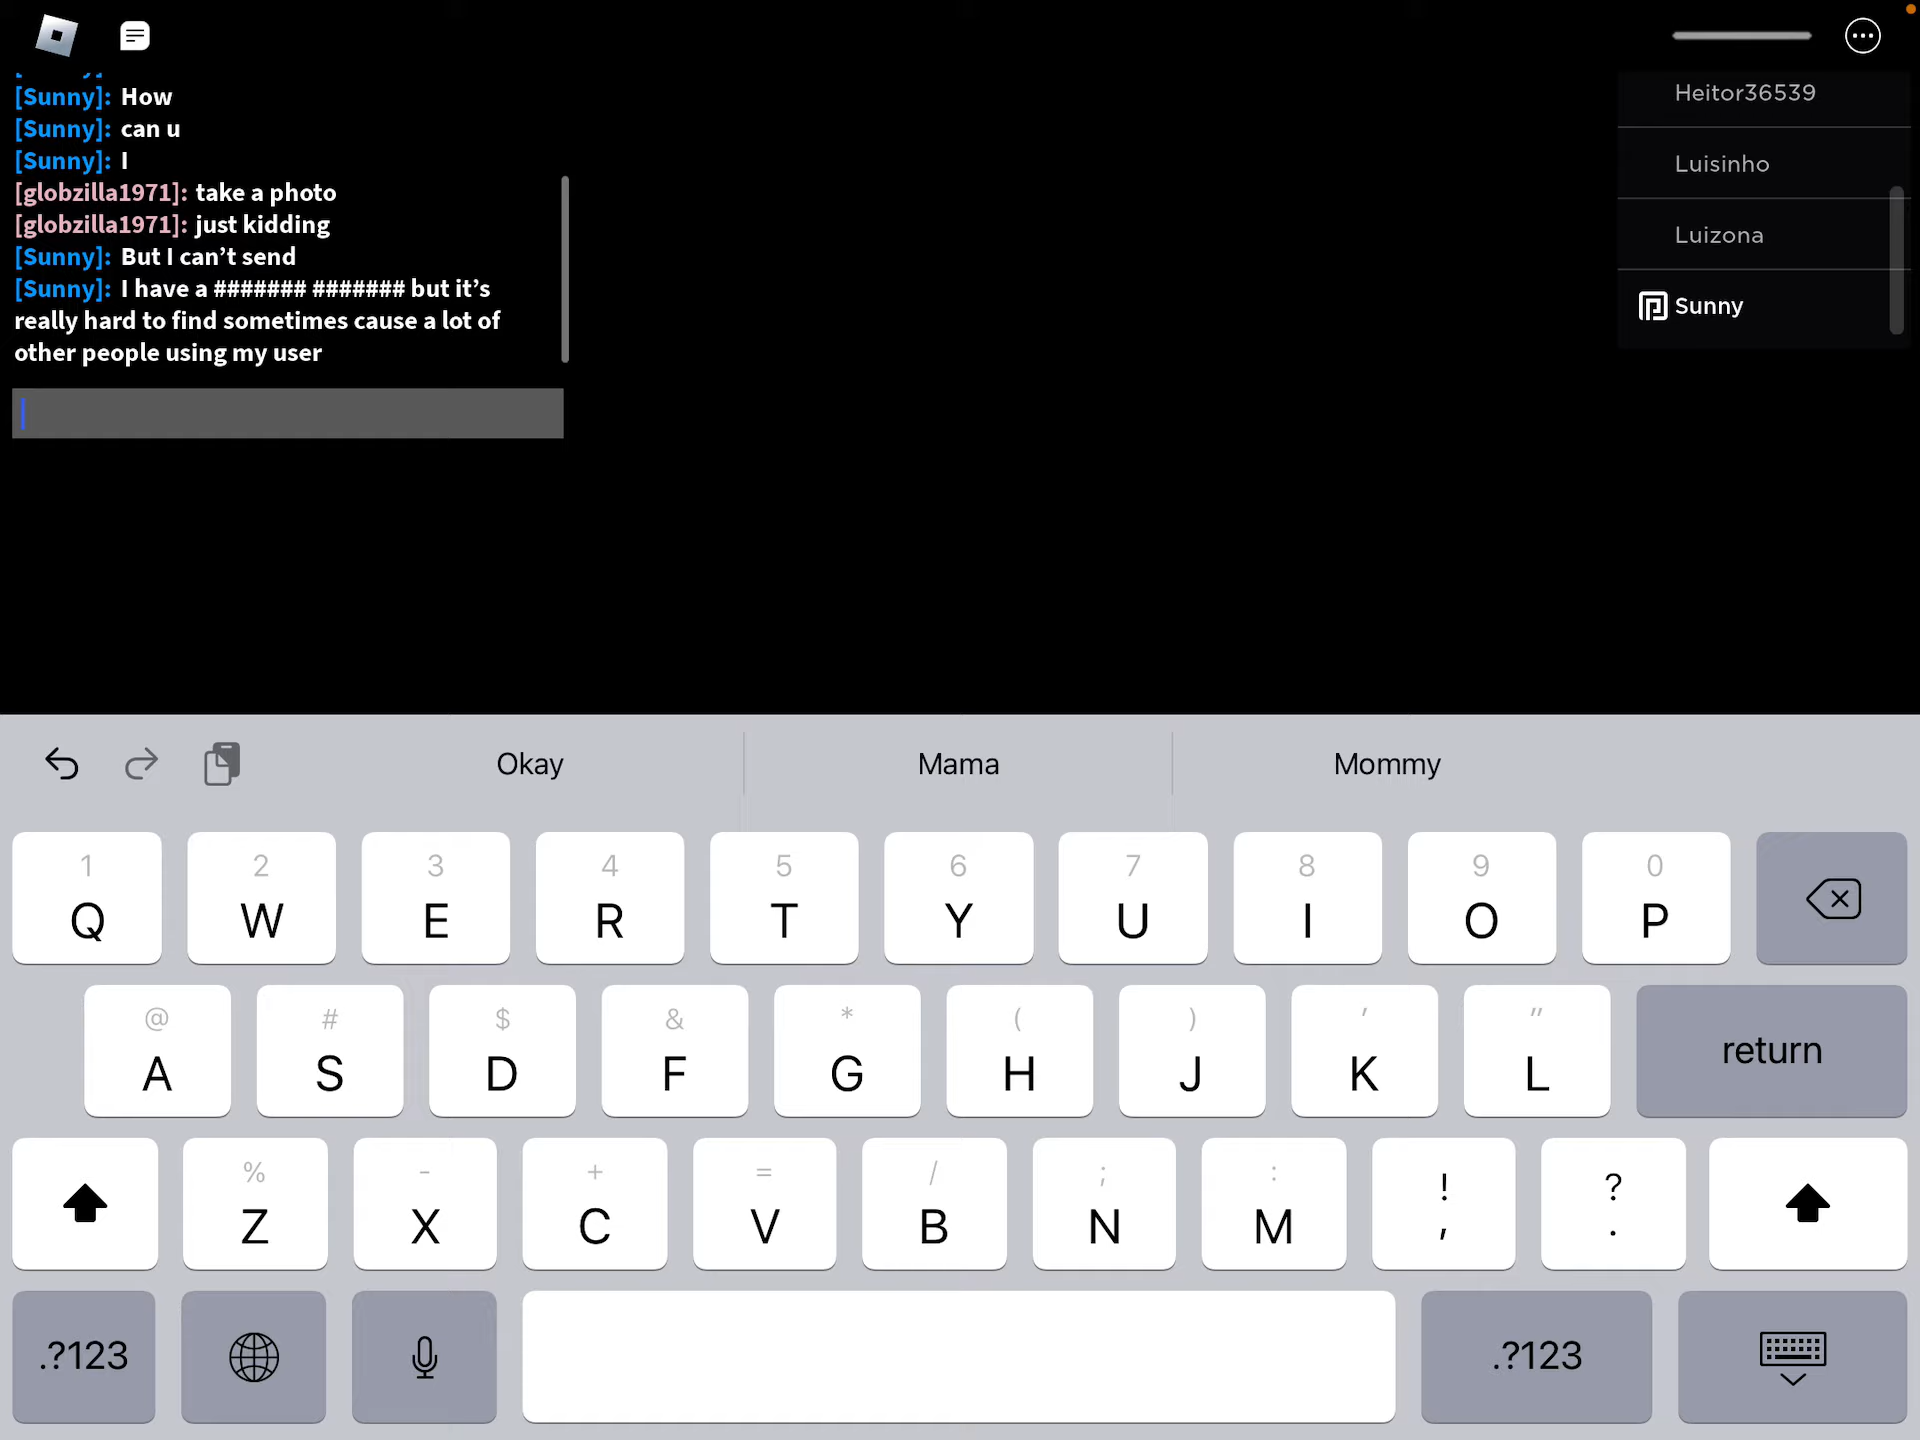 [Sunny]: How
[Sunny]: can u
[Sunny]: I
[globzilla1971]: take a photo
[globzilla1971]: just kidding
[Sunny]: But I can’t send
[Sunny]: I have a ####### ####### but it’s
really hard to find sometimes cause a lot of
other people using my user
Heitor36539
Luisinho
Luizona
Sunny
Okay Mama Mommy
1 2 3 4 5 6 7 8 9 0
Q W E R T Y U I O P
@ # $ & * ( ) ' "
A S D F G H J K L return
% - + = / ; : ! ?
Z X C V B N M , .
.?123 .?123